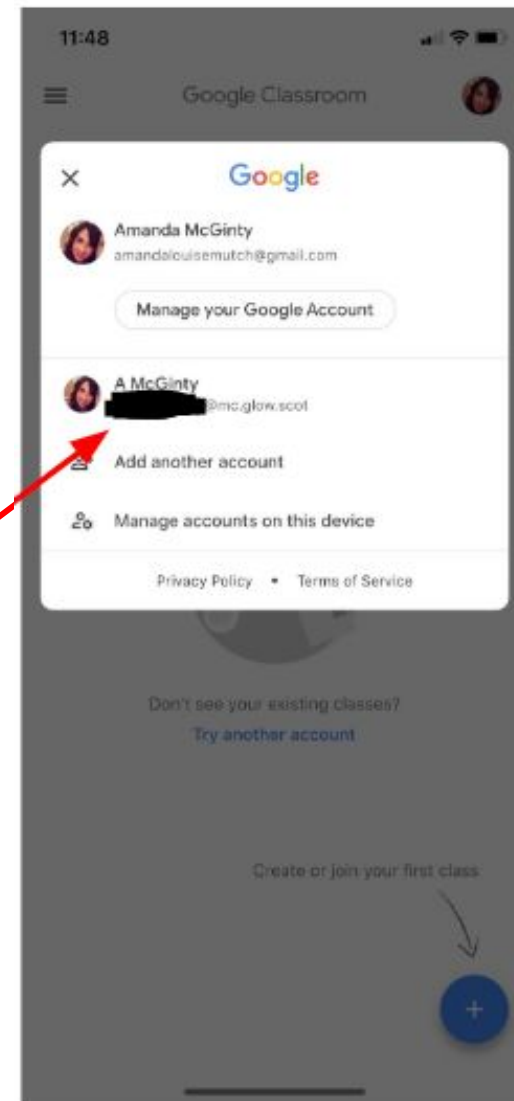 11:48
Google Classroom
Google
Amanda McGinty
amandalouisemutch@gmail.com
Manage your Google Account
A McGinty
@mc.glow.scot
Add another account
Manage accounts on this device
Privacy Policy • Terms of Service
Don't see your existing classes?
Try another account
Create or join your first class